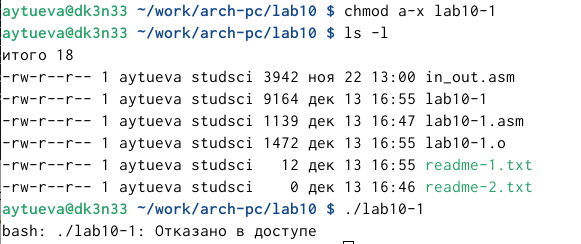 aytueva@dk3n33 ~/work/arch-pc/lab10 $ chmod a-x lab10-1
aytueva@dk3n33 ~/work/arch-pc/lab10 $ ls -l
итого 18
-rw-r--r-- 1 aytueva studsci 3942 ноя 22 13:00 in_out.asm
-rw-r--r-- 1 aytueva studsci 9164 дек 13 16:55 lab10-1
-rw-r--r-- 1 aytueva studsci 1139 дек 13 16:47 lab10-1.asm
-rw-r--r-- 1 aytueva studsci 1472 дек 13 16:55 lab10-1.o
-rw-r--r-- 1 aytueva studsci   12 дек 13 16:55 readme-1.txt
-rw-r--r-- 1 aytueva studsci    0 дек 13 16:46 readme-2.txt
aytueva@dk3n33 ~/work/arch-pc/lab10 $ ./lab10-1
bash: ./lab10-1: Отказано в доступе